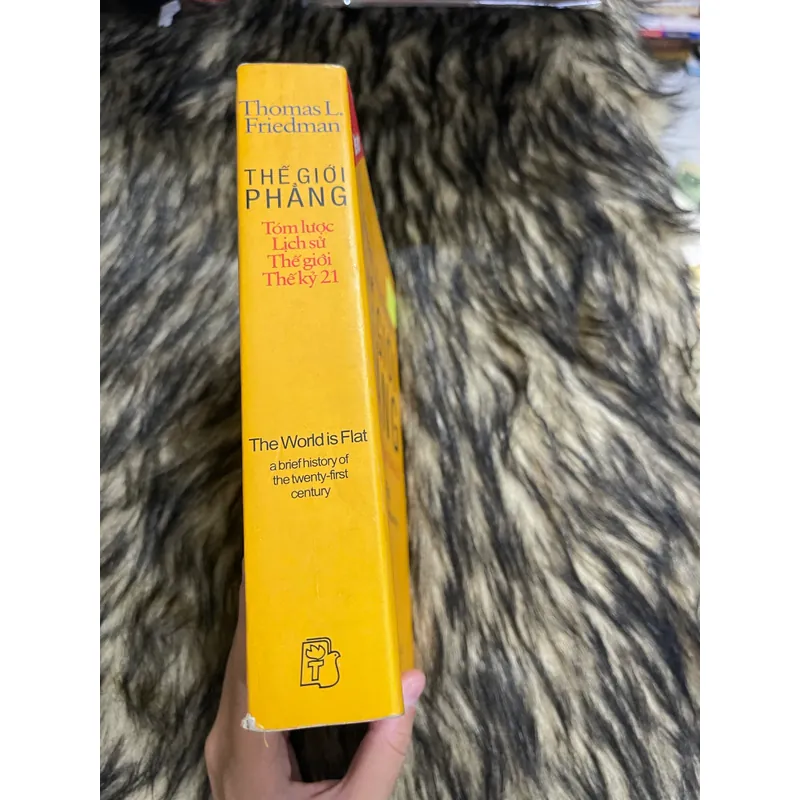 Thomas L.
Friedman
THẾ GIỚI
PHẲNG
Tóm lược
Lịch sử
Thế giới
Thế kỷ 21
The World is Flat
a brief history of
the twenty-first
century
T